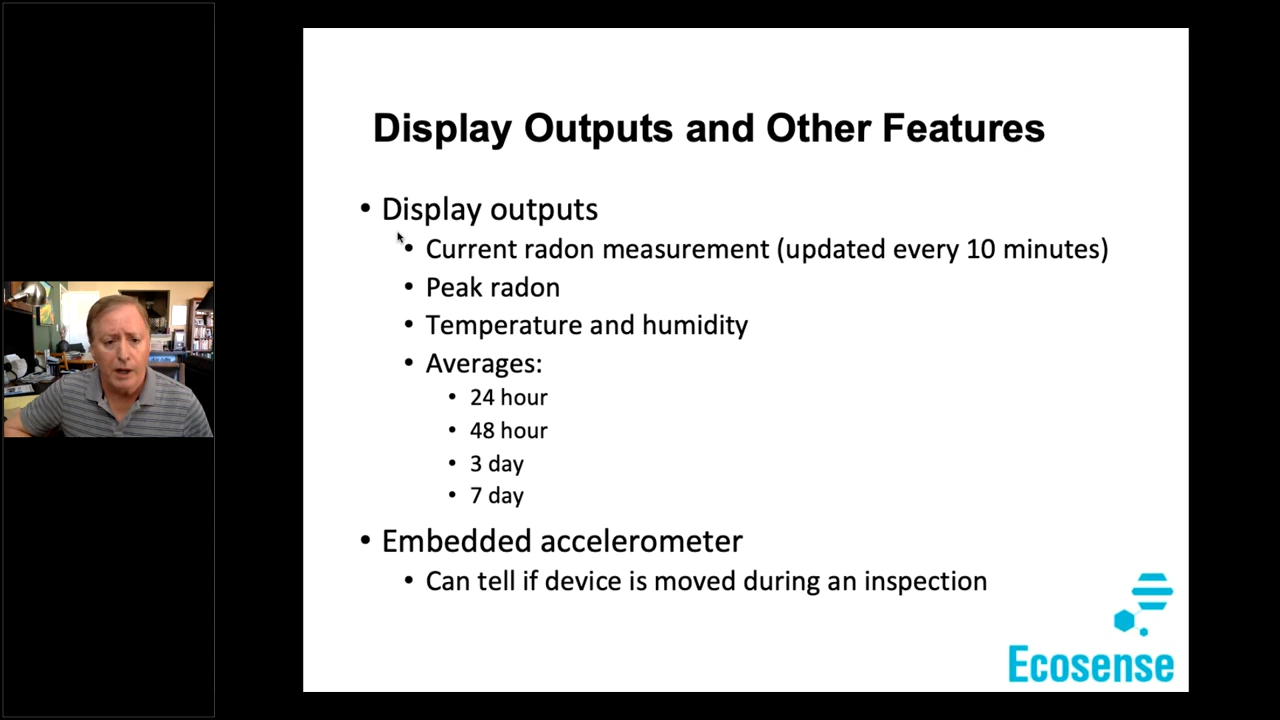 Display Outputs and Other Features
• Display outputs
• Current radon measurement (updated every 10 minutes)
• Peak radon
• Temperature and humidity
• Averages:
• 24 hour
• 48 hour
• 3 day
• 7 day
• Embedded accelerometer
• Can tell if device is moved during an inspection
Ecosense